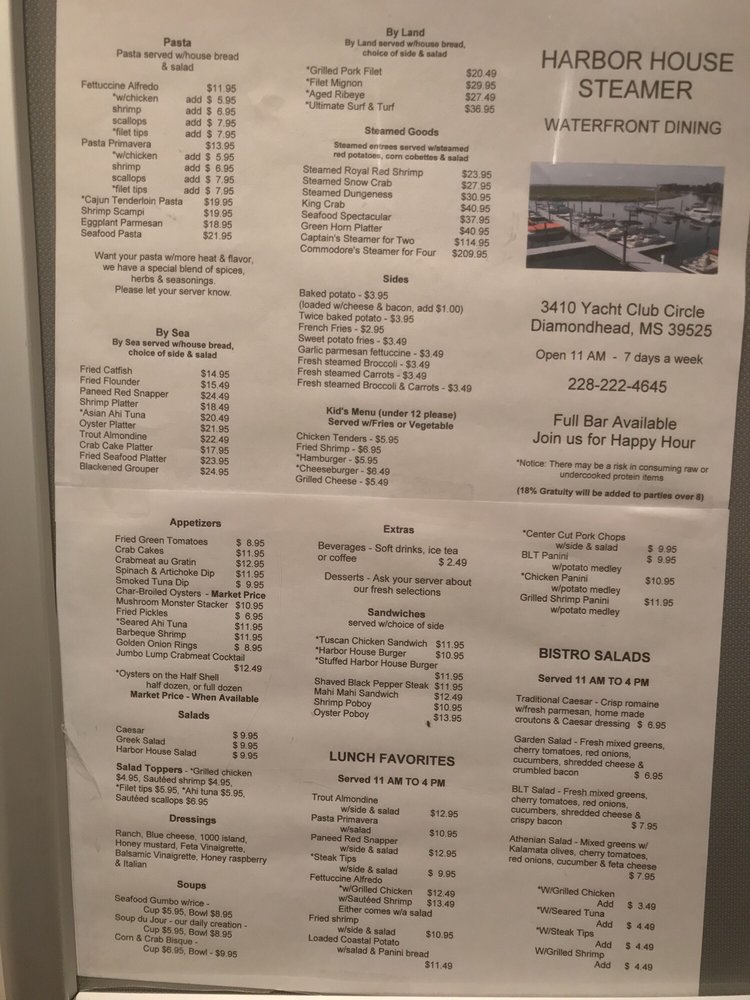 Pasta
Pasta served w/house bread
& salad
Fettuccine Alfredo $11.95
*w/chicken add $ 5.95
shrimp add $ 6.95
scallops add $ 7.95
*filet tips add $ 7.95
Pasta Primavera $13.95
*w/chicken add $ 5.95
shrimp add $ 6.95
scallops add $ 7.95
*filet tips add $ 7.95
*Cajun Tenderloin Pasta $19.95
Shrimp Scampi $19.95
Eggplant Parmesan $18.95
Seafood Pasta $21.95
Want your pasta w/more heat & flavor,
we have a special blend of spices,
herbs & seasonings.
Please let your server know.
By Sea
By Sea served w/house bread,
choice of side & salad
Fried Catfish $14.95
Fried Flounder $15.49
Paneed Red Snapper $24.49
Shrimp Platter $18.49
*Asian Ahi Tuna $20.49
Oyster Platter $21.95
Trout Almondine $22.49
Crab Cake Platter $17.95
Fried Seafood Platter $23.95
Blackened Grouper $24.95
By Land
By Land served w/house bread,
choice of side & salad
*Grilled Pork Filet $20.49
*Filet Mignon $29.95
*Aged Ribeye $27.49
*Ultimate Surf & Turf $36.95
Steamed Goods
Steamed entrees served w/steamed
red potatoes, corn cobettes & salad
Steamed Royal Red Shrimp $23.95
Steamed Snow Crab $27.95
Steamed Dungeness $30.95
King Crab $40.95
Seafood Spectacular $37.95
Green Horn Platter $40.95
Captain's Steamer for Two $114.95
Commodore's Steamer for Four $209.95
Sides
Baked potato - $3.95
(loaded w/cheese & bacon, add $1.00)
Twice baked potato - $3.95
French Fries - $2.95
Sweet potato fries - $3.49
Garlic parmesan fettuccine - $3.49
Fresh steamed Broccoli - $3.49
Fresh steamed Carrots - $3.49
Fresh steamed Broccoli & Carrots - $3.49
Kid's Menu (under 12 please)
Served w/Fries or Vegetable
Chicken Tenders - $5.95
Fried Shrimp - $6.95
*Hamburger - $5.95
*Cheeseburger - $6.49
Grilled Cheese - $5.49
HARBOR HOUSE
STEAMER
WATERFRONT DINING
3410 Yacht Club Circle
Diamondhead, MS 39525
Open 11 AM - 7 days a week
228-222-4645
Full Bar Available
Join us for Happy Hour
*Notice: There may be a risk in consuming raw or
undercooked protein items
(18% Gratuity will be added to parties over 8)
Appetizers
Fried Green Tomatoes $ 8.95
Crab Cakes $11.95
Crabmeat au Gratin $12.95
Spinach & Artichoke Dip $11.95
Smoked Tuna Dip $ 9.95
Char-Broiled Oysters - Market Price
Mushroom Monster Stacker $10.95
Fried Pickles $ 6.95
*Seared Ahi Tuna $11.95
Barbeque Shrimp $11.95
Golden Onion Rings $ 8.95
Jumbo Lump Crabmeat Cocktail
$12.49
*Oysters on the Half Shell
half dozen, or full dozen
Market Price - When Available
Salads
Caesar $ 9.95
Greek Salad $ 9.95
Harbor House Salad $ 9.95
Salad Toppers - *Grilled chicken
$4.95, Sautéed shrimp $4.95,
*Filet tips $5.95, *Ahi tuna $5.95,
Sautéed scallops $6.95
Dressings
Ranch, Blue cheese, 1000 island,
Honey mustard, Feta Vinaigrette,
Balsamic Vinaigrette, Honey raspberry
& Italian
Soups
Seafood Gumbo w/rice -
Cup $5.95, Bowl $8.95
Soup du Jour - our daily creation -
Cup $5.95, Bowl $8.95
Corn & Crab Bisque -
Cup $6.95, Bowl - $9.95
Extras
Beverages - Soft drinks, ice tea
or coffee $ 2.49
Desserts - Ask your server about
our fresh selections
Sandwiches
served w/choice of side
*Tuscan Chicken Sandwich $11.95
*Harbor House Burger $10.95
*Stuffed Harbor House Burger
$11.95
Shaved Black Pepper Steak $11.95
Mahi Mahi Sandwich $12.49
Shrimp Poboy $10.95
Oyster Poboy $13.95
LUNCH FAVORITES
Served 11 AM TO 4 PM
Trout Almondine
w/side & salad $12.95
Pasta Primavera
w/salad $10.95
Paneed Red Snapper
w/side & salad $12.95
*Steak Tips
w/side & salad $ 9.95
Fettuccine Alfredo
*w/Grilled Chicken $12.49
w/Sautéed Shrimp $13.49
Either comes w/a salad
Fried shrimp
w/side & salad $10.95
Loaded Coastal Potato
w/salad & Panini bread
$11.49
*Center Cut Pork Chops
w/side & salad $ 9.95
BLT Panini $ 9.95
w/potato medley
*Chicken Panini $10.95
w/potato medley
Grilled Shrimp Panini $11.95
w/potato medley
BISTRO SALADS
Served 11 AM TO 4 PM
Traditional Caesar - Crisp romaine
w/fresh parmesan, home made
croutons & Caesar dressing $ 6.95
Garden Salad - Fresh mixed greens,
cherry tomatoes, red onions,
cucumbers, shredded cheese &
crumbled bacon $ 6.95
BLT Salad - Fresh mixed greens,
cherry tomatoes, red onions,
cucumbers, shredded cheese &
crispy bacon $ 7.95
Athenian Salad - Mixed greens w/
Kalamata olives, cherry tomatoes,
red onions, cucumber & feta cheese
$ 7.95
*W/Grilled Chicken
Add $ 3.49
*W/Seared Tuna
Add $ 4.49
*W/Steak Tips
Add $ 4.49
W/Grilled Shrimp
Add $ 4.49